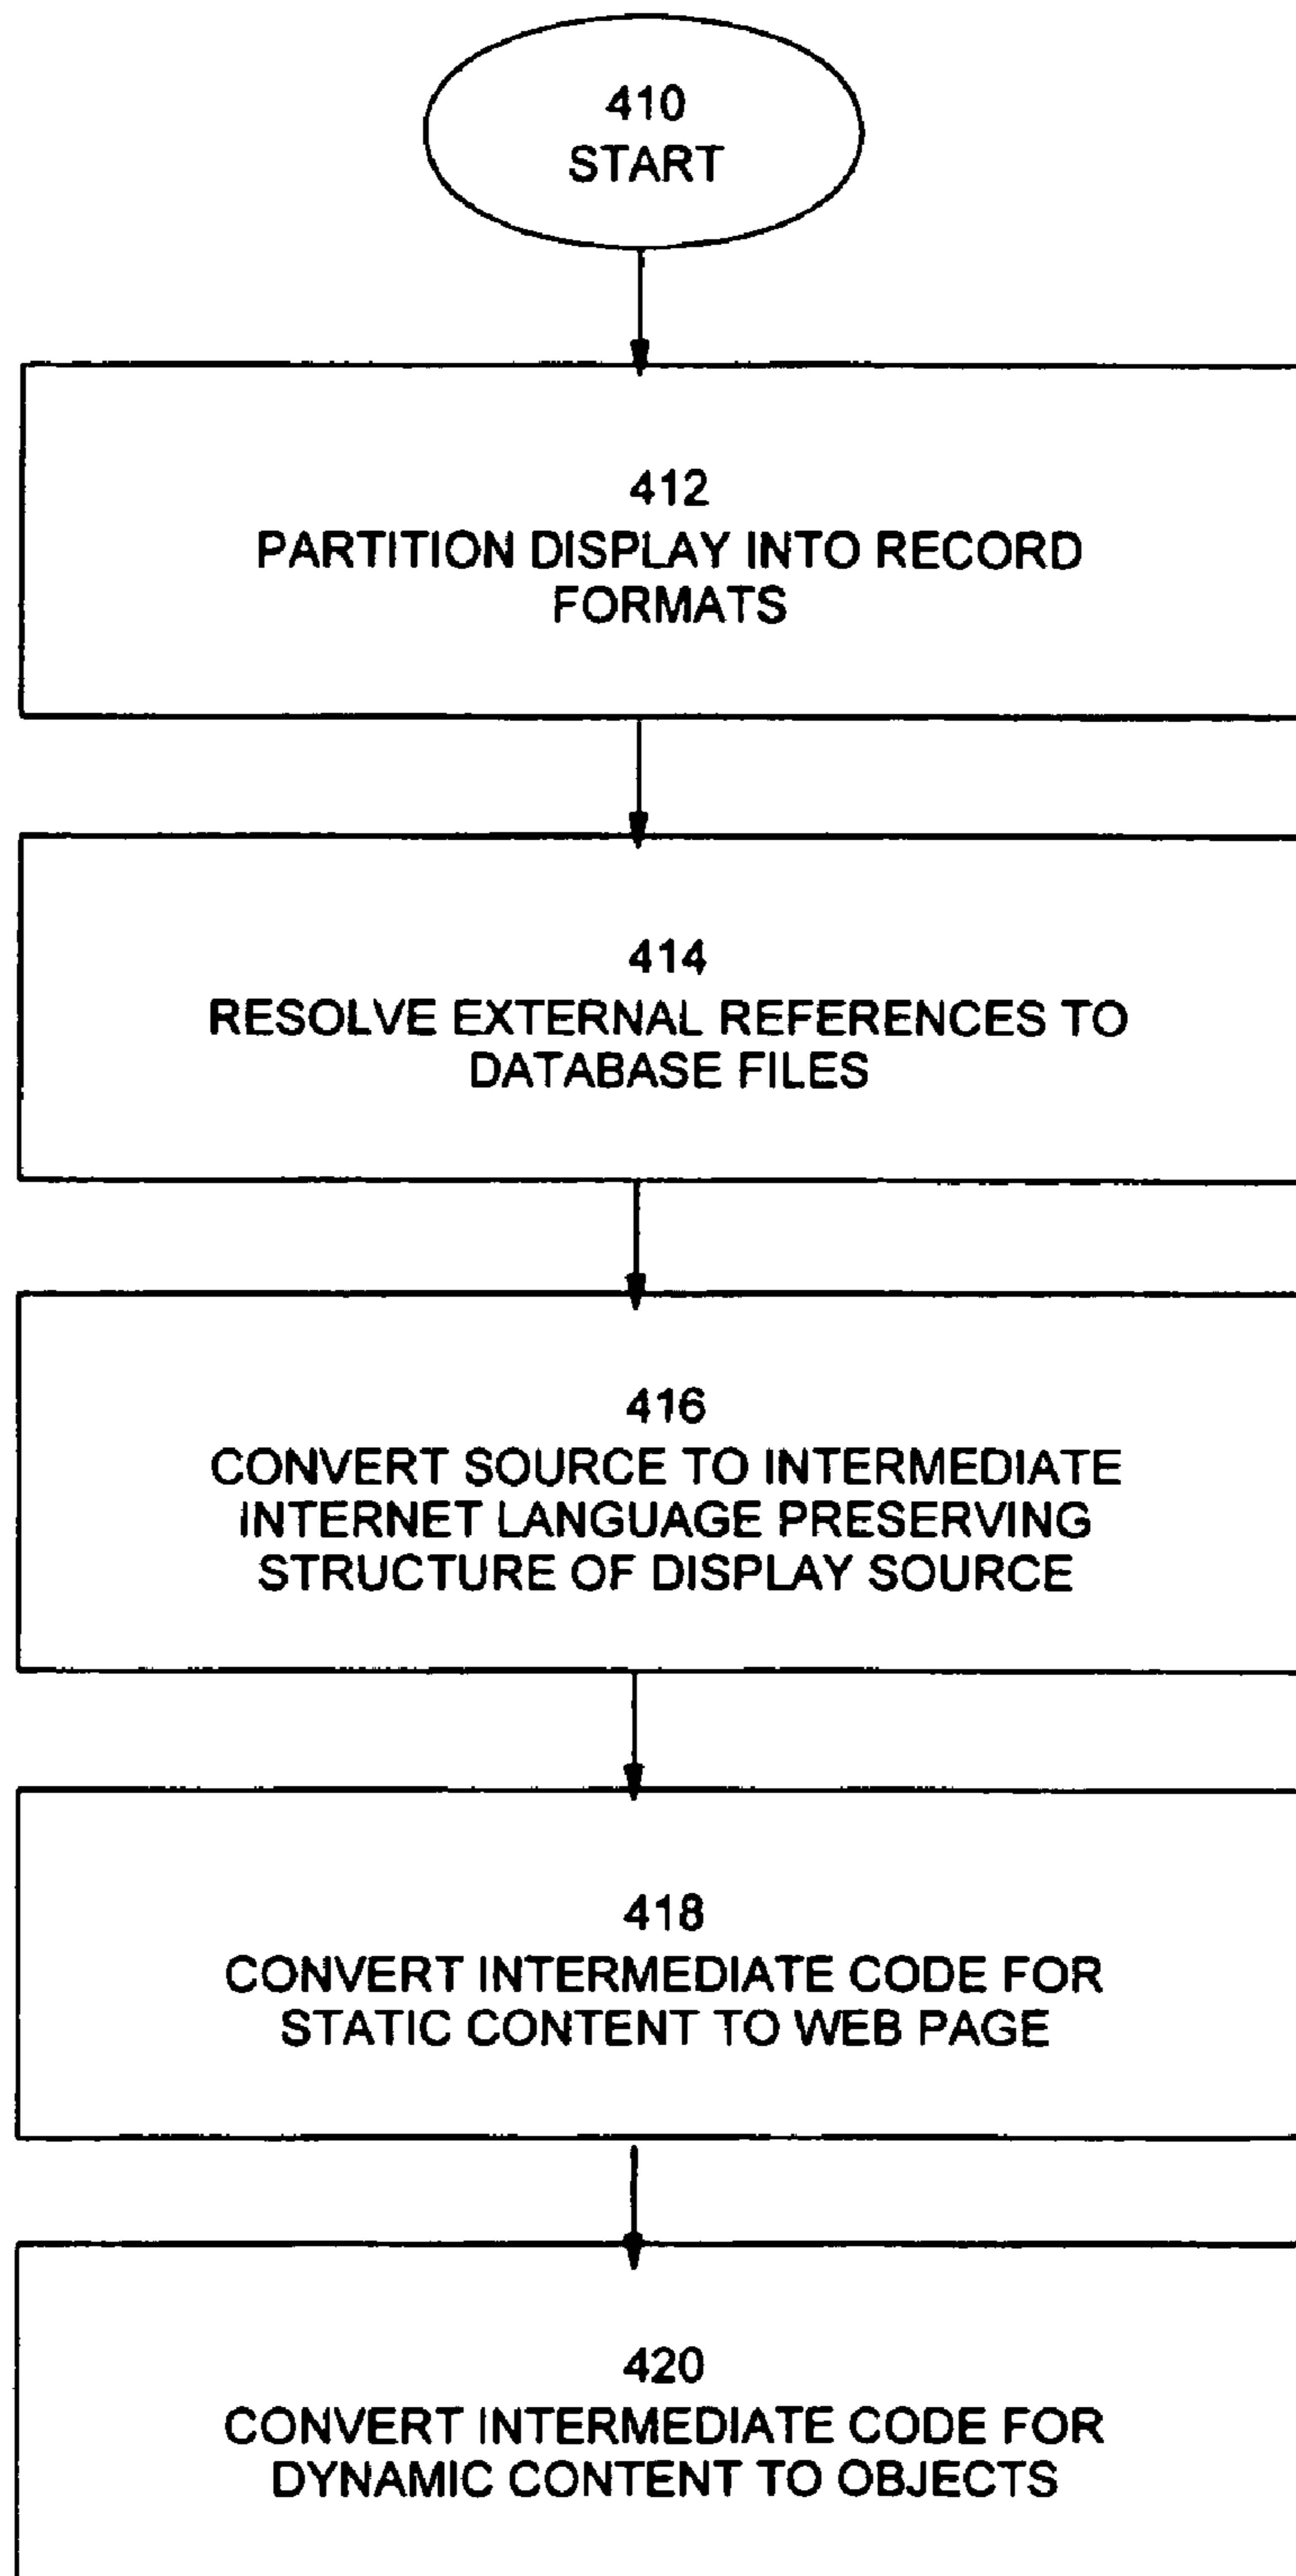 410
START
412
PARTITION DISPLAY INTO RECORD
FORMATS
414
RESOLVE EXTERNAL REFERENCES TO
DATABASE FILES
416
CONVERT SOURCE TO INTERMEDIATE
INTERNET LANGUAGE PRESERVING
STRUCTURE OF DISPLAY SOURCE
418
CONVERT INTERMEDIATE CODE FOR
STATIC CONTENT TO WEB PAGE
420
CONVERT INTERMEDIATE CODE FOR
DYNAMIC CONTENT TO OBJECTS